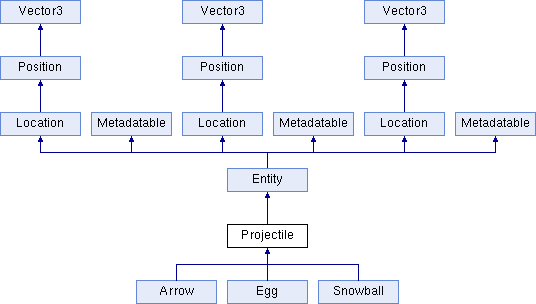 Vector3 Vector3 Vector3
Position Position Position
Location Metadatable Location Metadatable Location Metadatable
Entity
Projectile
Arrow Egg Snowball